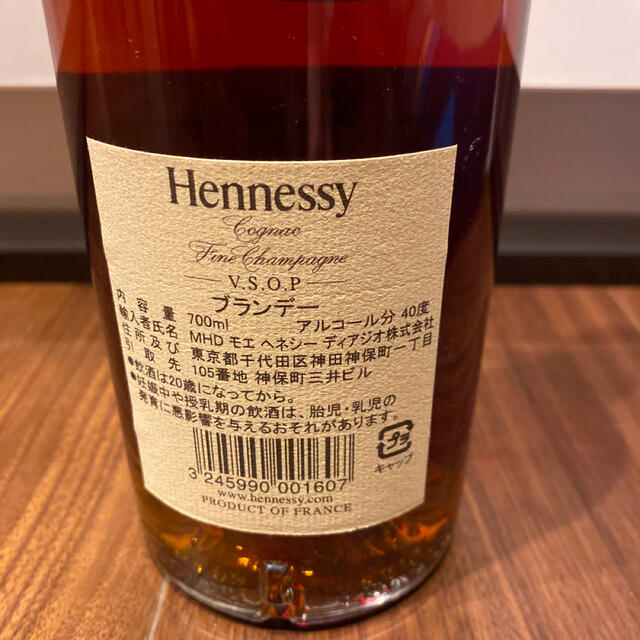 Hennessy
Cognac
Fine Champagne
V.S.O.P
ブランデー
内容量 700ml アルコール分 40度
輸入者氏名 MHD モエ ヘネシー ディアジオ株式会社
住所及び 東京都千代田区神田神保町一丁目
引取先 105番地 神保町三井ビル
●飲酒は20歳になってから。
●妊娠中や授乳期の飲酒は、胎児・乳児の
発育に悪影響を与えるおそれがあります。
プラ
キャップ
3 245990 001607
www.hennessy.com
PRODUCT OF FRANCE